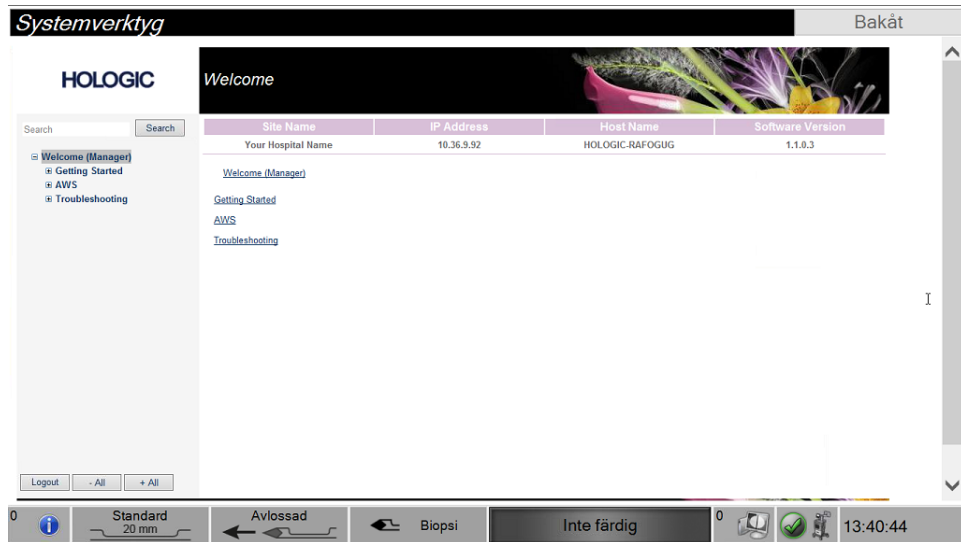 Systemverktyg
Bakåt
HOLOGIC
Welcome
Search
Search
Site Name IP Address Host Name Software Version
Your Hospital Name 10.36.9.92 HOLOGIC-RAFOGUG 1.1.0.3
Welcome (Manager)
Getting Started
AWS
Troubleshooting
Welcome (Manager)
Getting Started
AWS
Troubleshooting
Logout - All + All
0 Standard
20 mm
Avlossad
Biopsi
Inte färdig
0
13:40:44